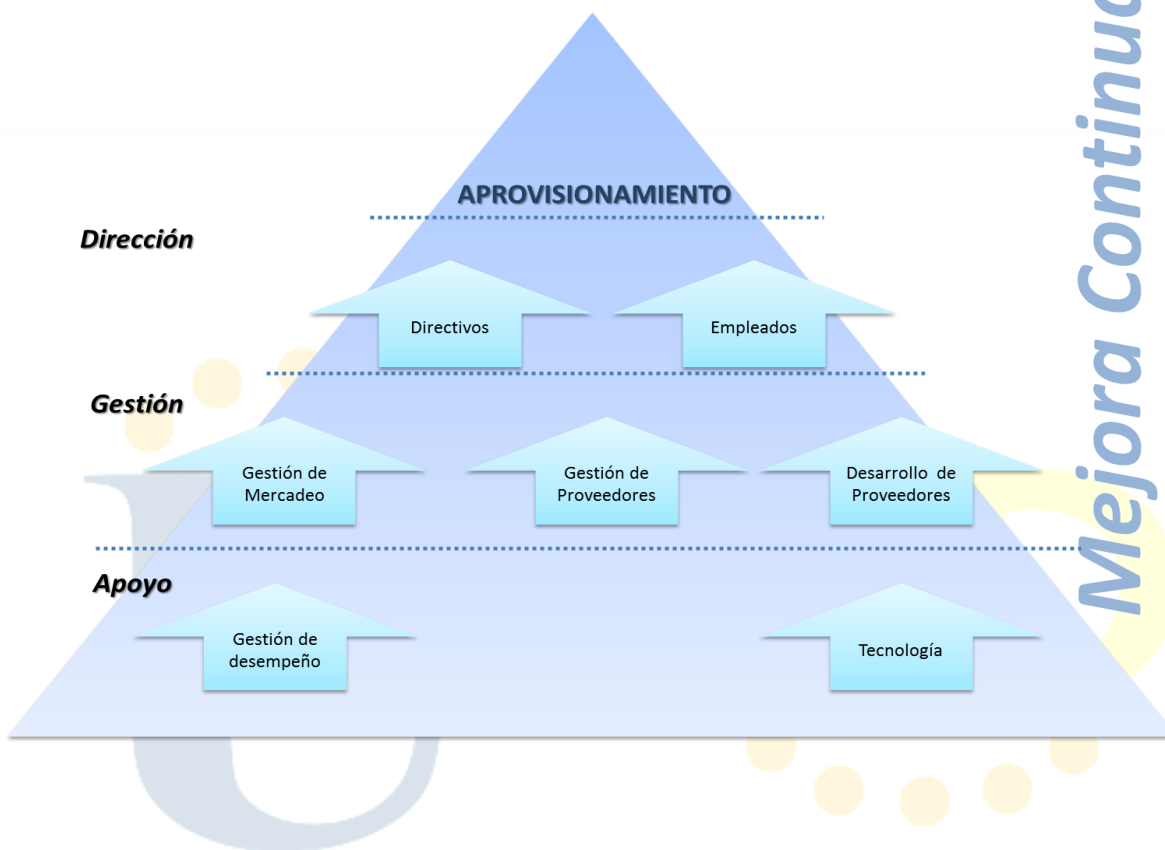 APROVISIONAMIENTO
Dirección
Directivos
Empleados
Gestión
Gestión de
Mercadeo
Gestión de
Proveedores
Desarrollo de
Proveedores
Apoyo
Gestión de
desempeño
Tecnología
Mejora Continua